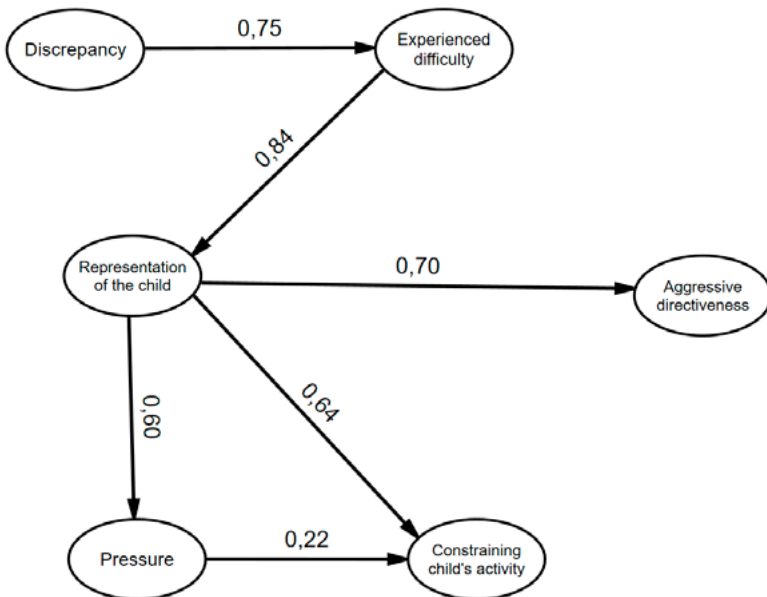 0,75
Discrepancy
Experienced
difficulty
0,84
Representation
of the child
0,70
Aggressive
directiveness
0,60
0,64
Pressure
0,22
Constraining
child's activity